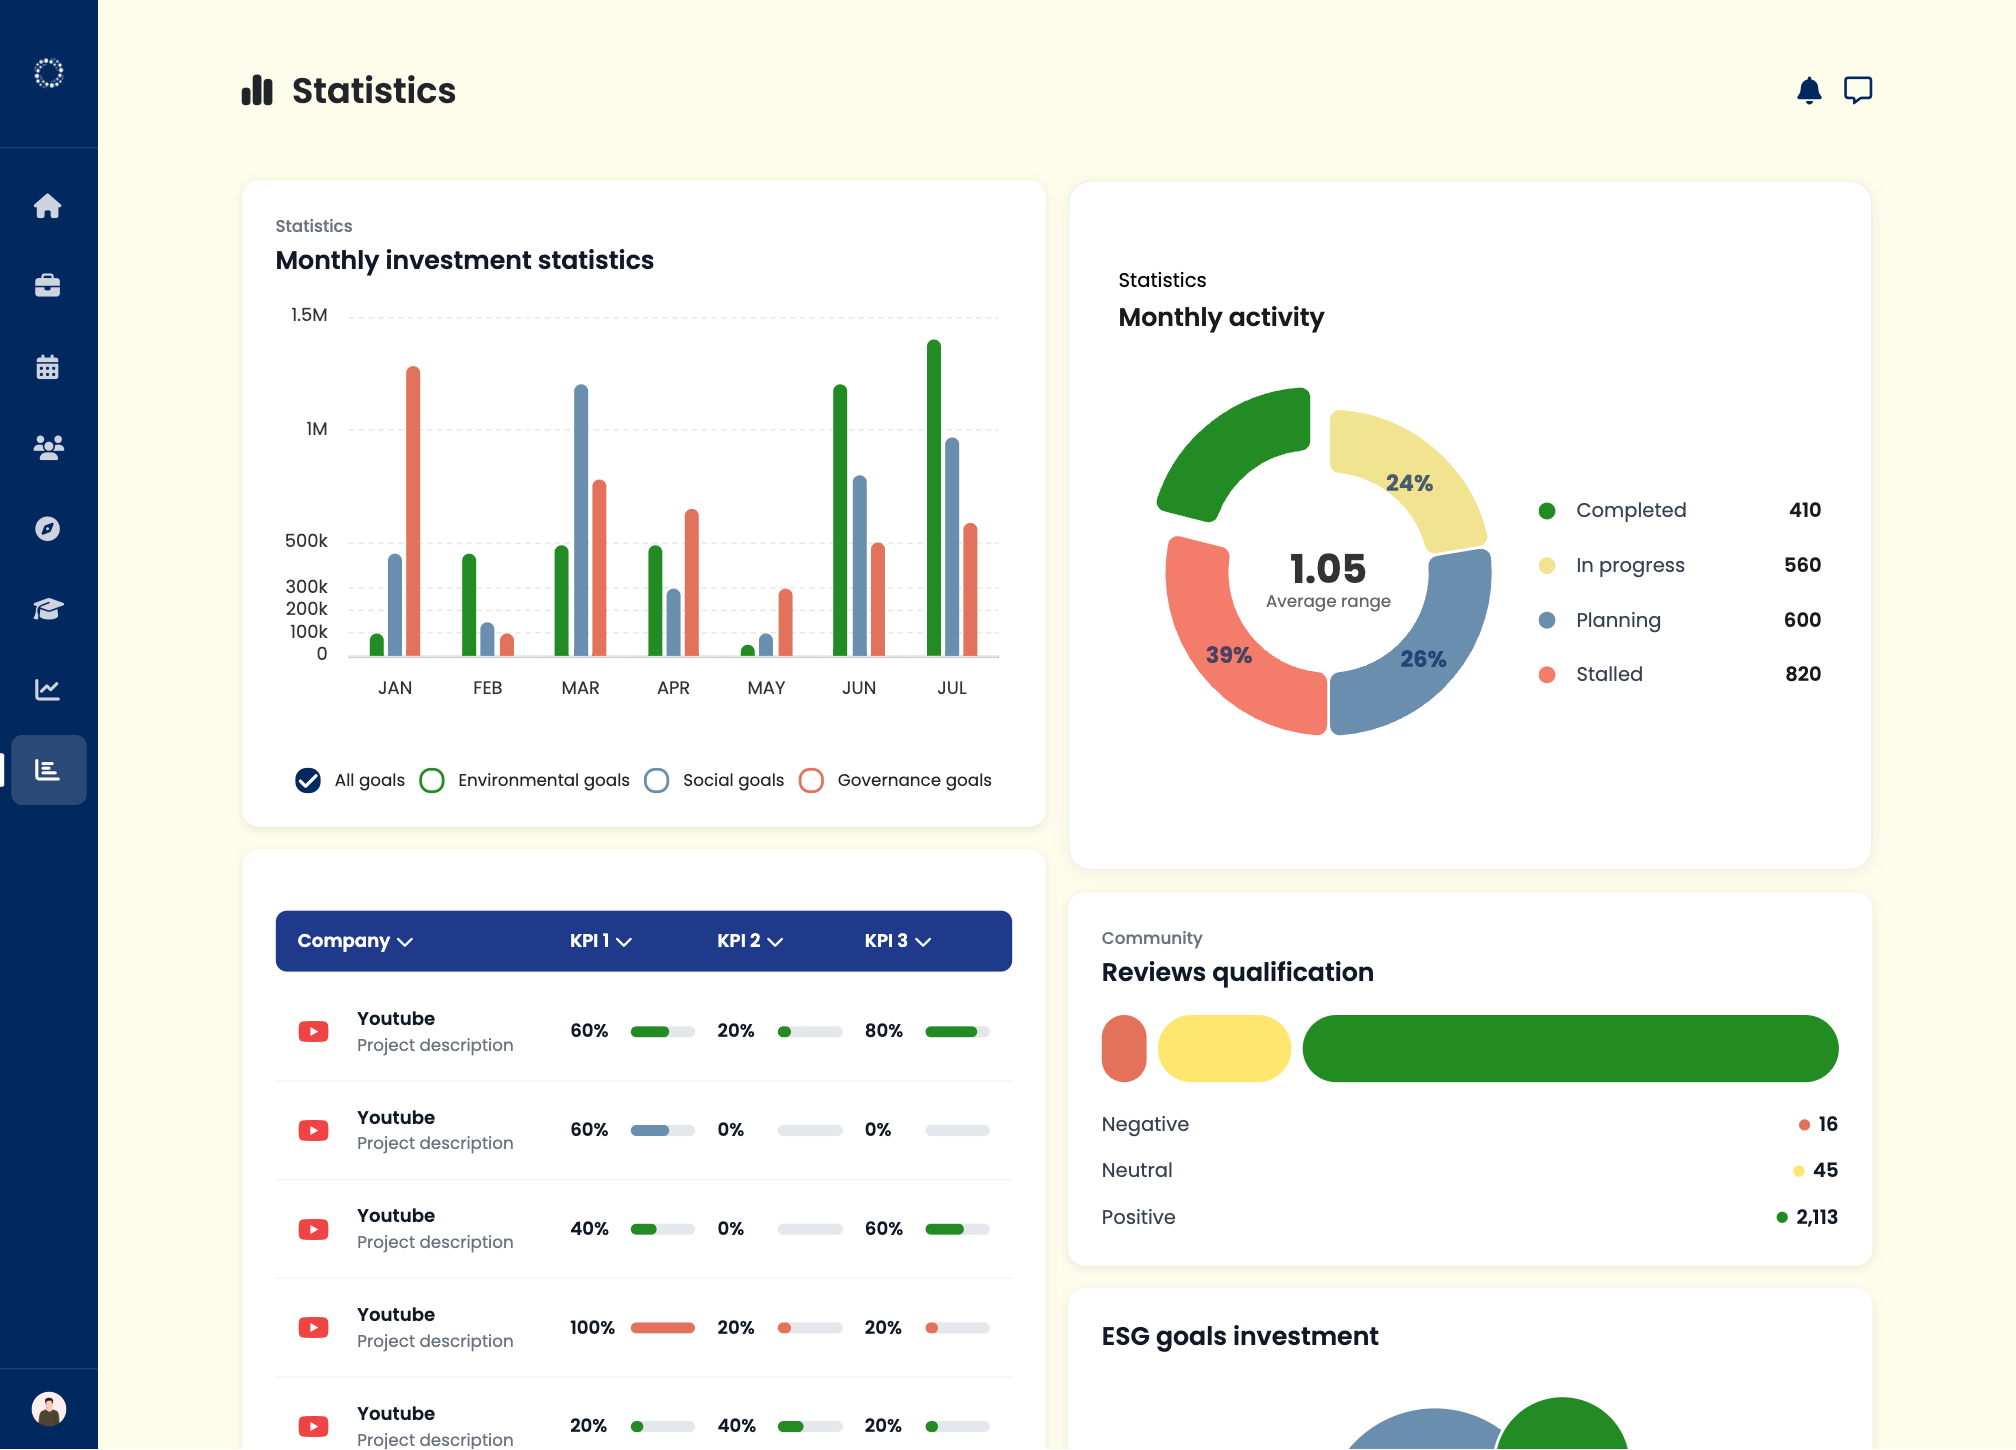 Statistics
Statistics
Monthly investment statistics
1.5M
1M
500k
300k
200k
100k
0
JAN FEB MAR APR MAY JUN JUL
All goals Environmental goals Social goals Governance goals
Statistics
Monthly activity
24%
39%
26%
1.05
Average range
Completed 410
In progress 560
Planning 600
Stalled 820
Company KPI 1 KPI 2 KPI 3
Youtube
Project description
60% 20% 80%
Youtube
Project description
60% 0% 0%
Youtube
Project description
40% 0% 60%
Youtube
Project description
100% 20% 20%
Youtube
Project description
20% 40% 20%
Community
Reviews qualification
Negative 16
Neutral 45
Positive 2,113
ESG goals investment